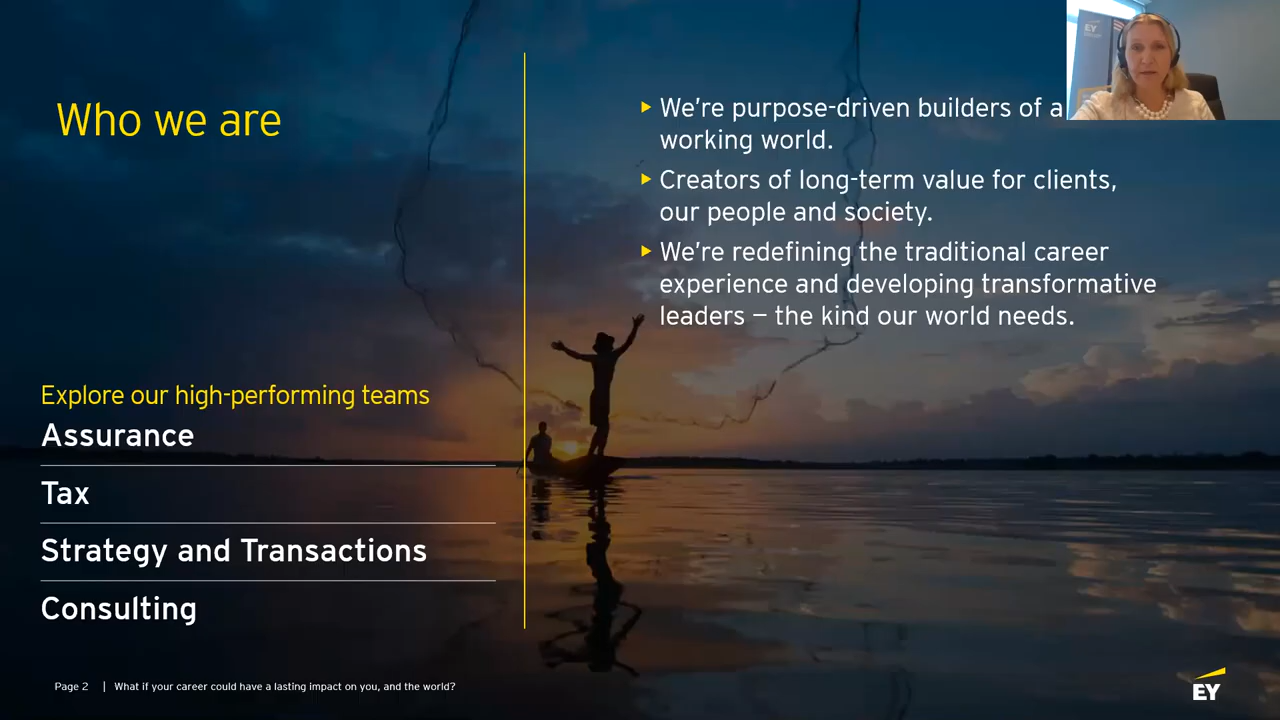 Who we are
Explore our high-performing teams
Assurance
Tax
Strategy and Transactions
Consulting
We’re purpose-driven builders of a
working world.
Creators of long-term value for clients,
our people and society.
We’re redefining the traditional career
experience and developing transformative
leaders – the kind our world needs.
EY
Page 2 | What if your career could have a lasting impact on you, and the world?
EY